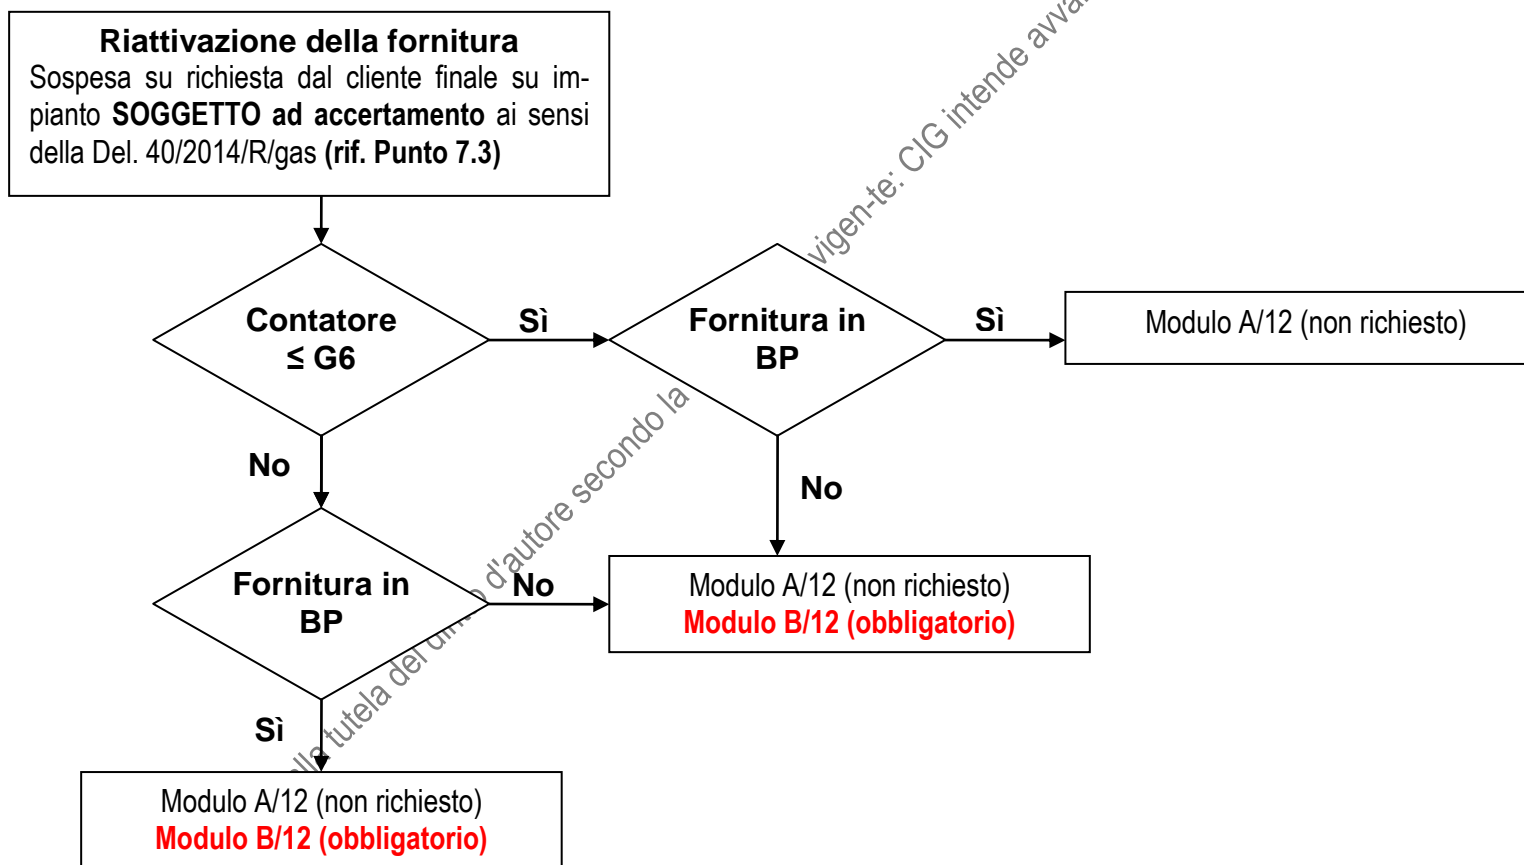 Riattivazione della fornitura
Sospesa su richiesta dal cliente finale su im-
pianto SOGGETTO ad accertamento ai sensi
della Del. 40/2014/R/gas (rif. Punto 7.3)
Contatore
≤ G6
Sì
Fornitura in
BP
Sì
Modulo A/12 (non richiesto)
No
No
Fornitura in
BP
No
Modulo A/12 (non richiesto)
Modulo B/12 (obbligatorio)
Sì
Modulo A/12 (non richiesto)
Modulo B/12 (obbligatorio)
tutela del d'autore secondo la vigen-te: CIG intende